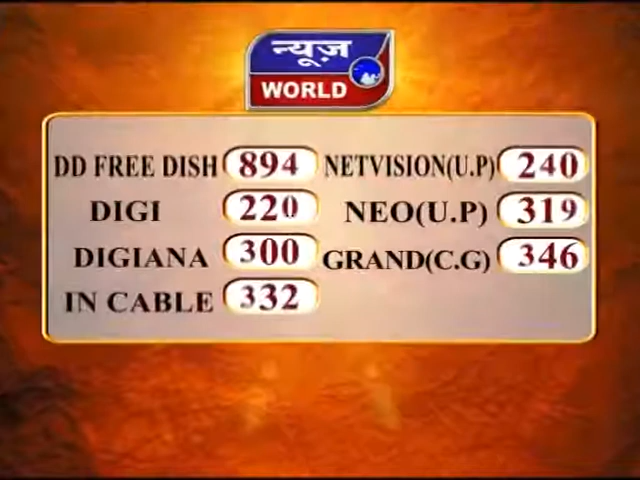 न्यूज़
WORLD
DD FREE DISH 894 NETVISION(U.P) 240
DIGI 220 NEO(U.P) 319
DIGIANA 300 GRAND(C.G) 346
IN CABLE 332